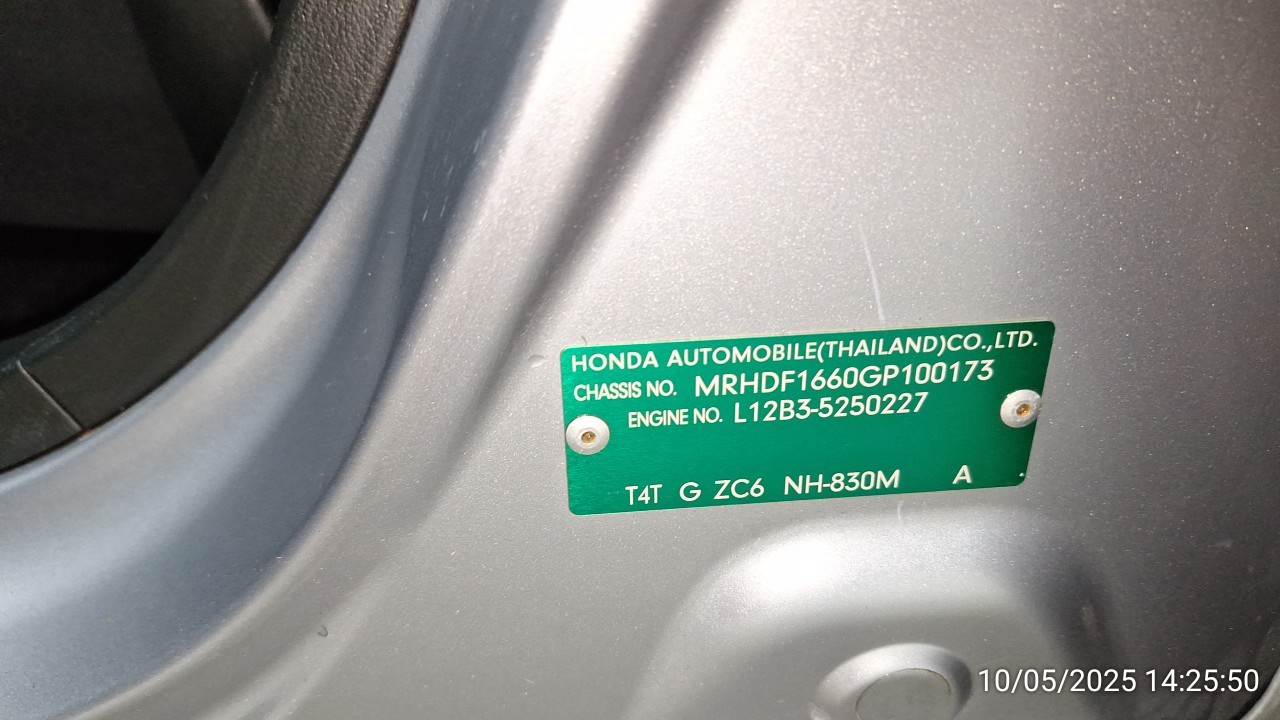 HONDA AUTOMOBILE(THAILAND)CO.,LTD.
CHASSIS NO. MRHDF1660GP100173
ENGINE NO. L12B3-5250227
T4T G ZC6 NH-830M A
10/05/2025 14:25:50